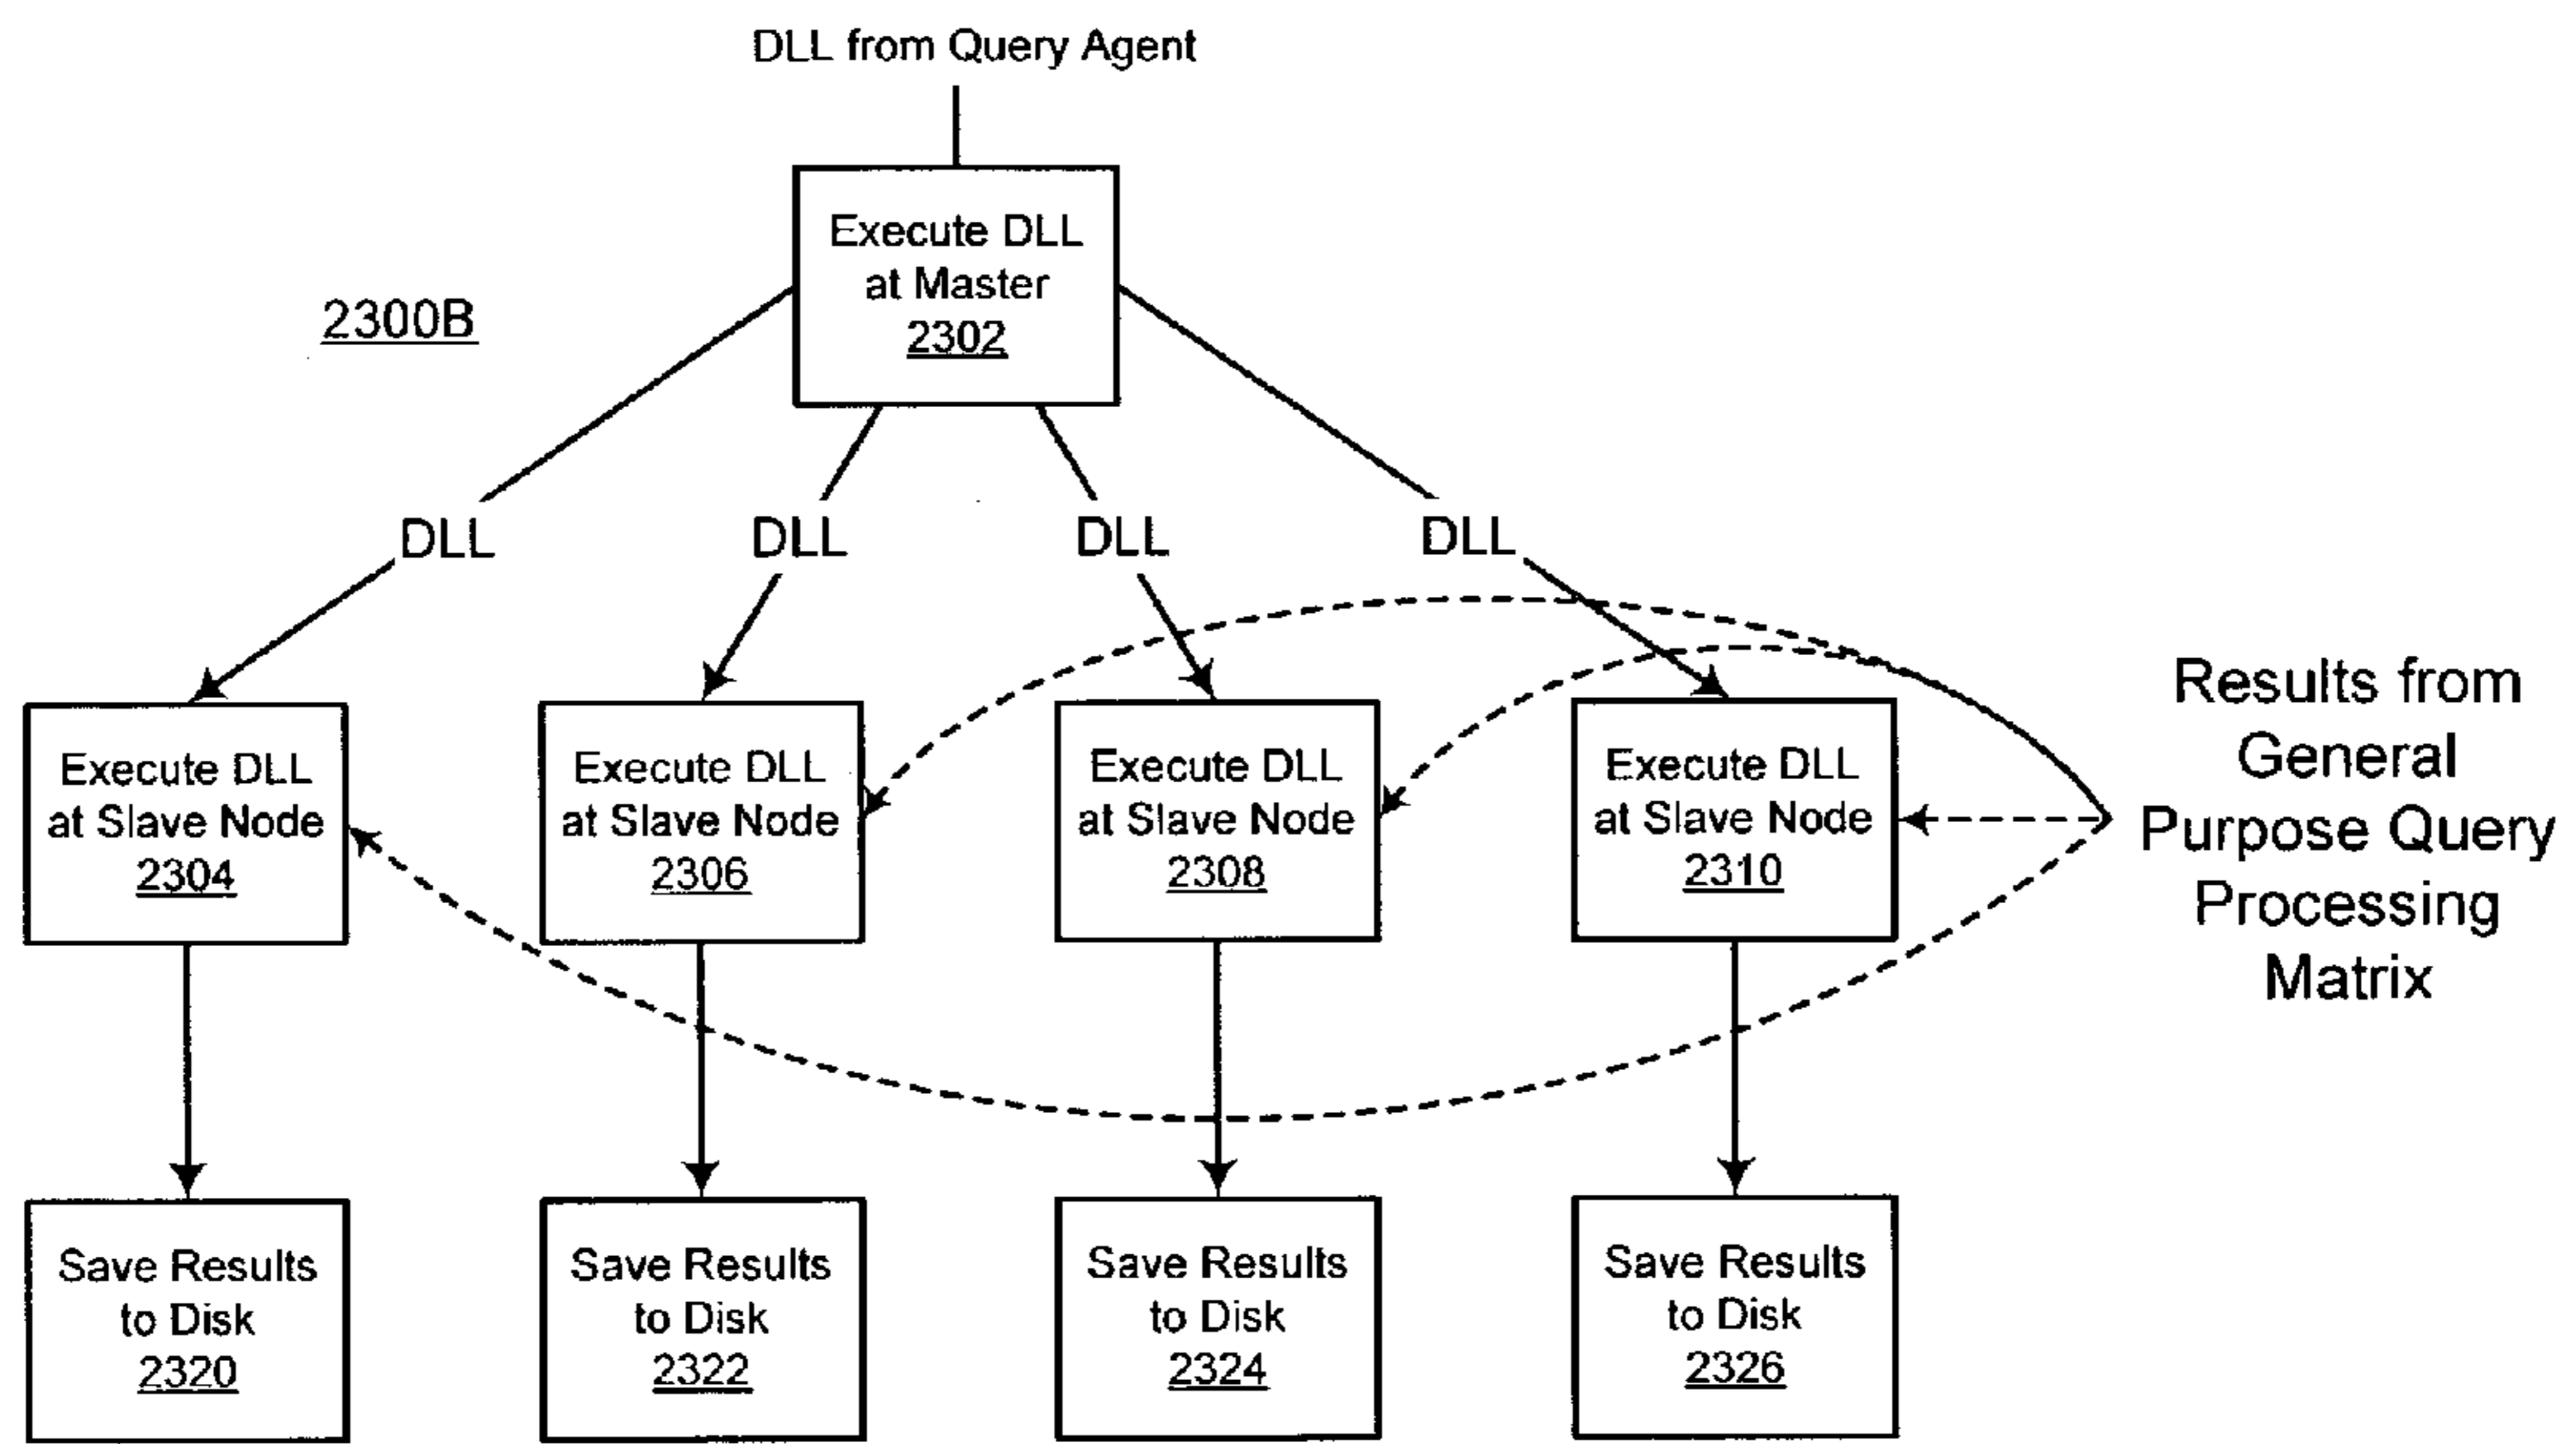 DLL from Query Agent
Execute DLL
at Master
2302
2300B
DLL
DLL
DLL
DLL
Execute DLL
at Slave Node
2304
Execute DLL
at Slave Node
2306
Execute DLL
at Slave Node
2308
Execute DLL
at Slave Node
2310
Results from
General
Purpose Query
Processing
Matrix
Save Results
to Disk
2320
Save Results
to Disk
2322
Save Results
to Disk
2324
Save Results
to Disk
2326